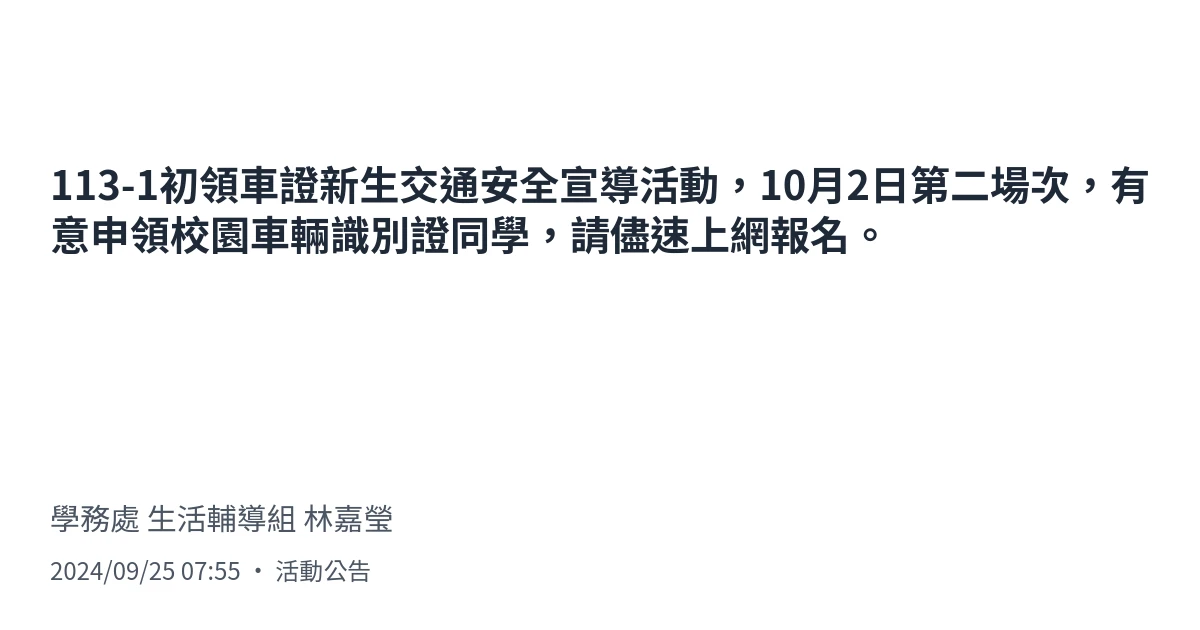 113-1初領車證新生交通安全宣導活動，10月2日第二場次，有
意申領校園車輛識別證同學，請儘速上網報名。
學務處 生活輔導組 林嘉瑩
2024/09/25 07:55 ・ 活動公告